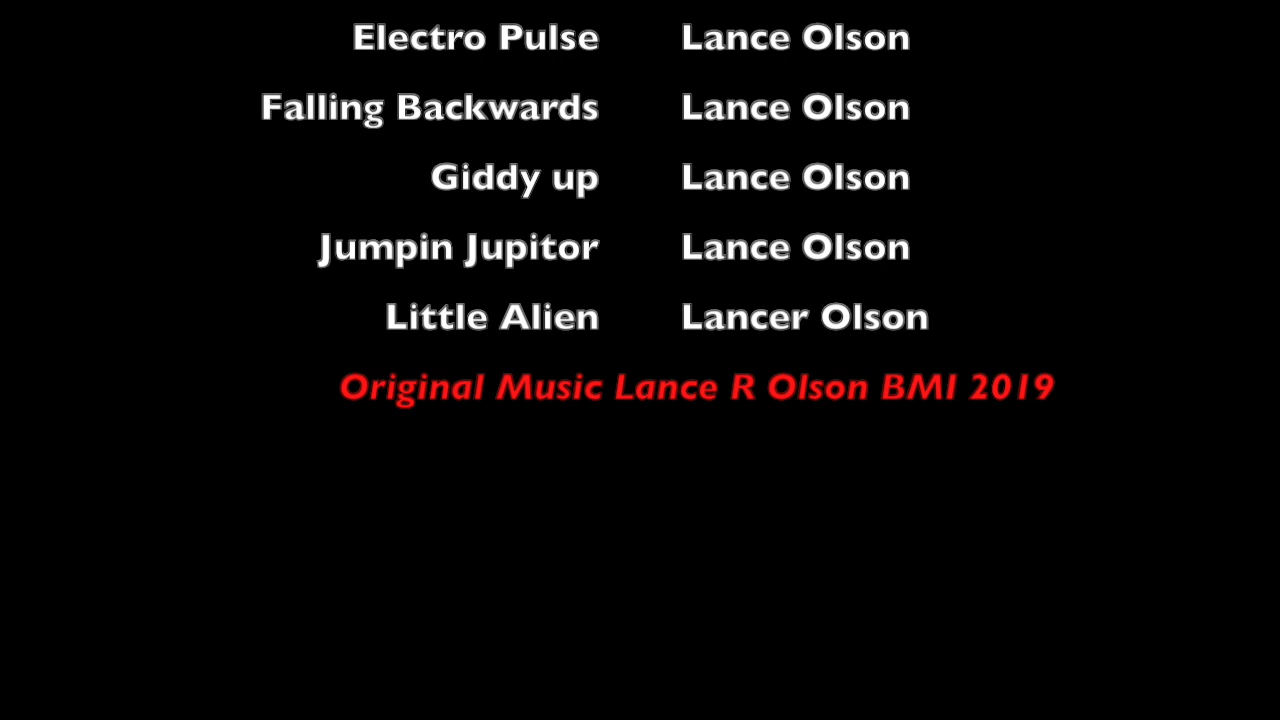 Electro Pulse Lance Olson
Falling Backwards Lance Olson
Giddy up Lance Olson
Jumpin Jupitor Lance Olson
Little Alien Lancer Olson
Original Music Lance R Olson BMI 2019